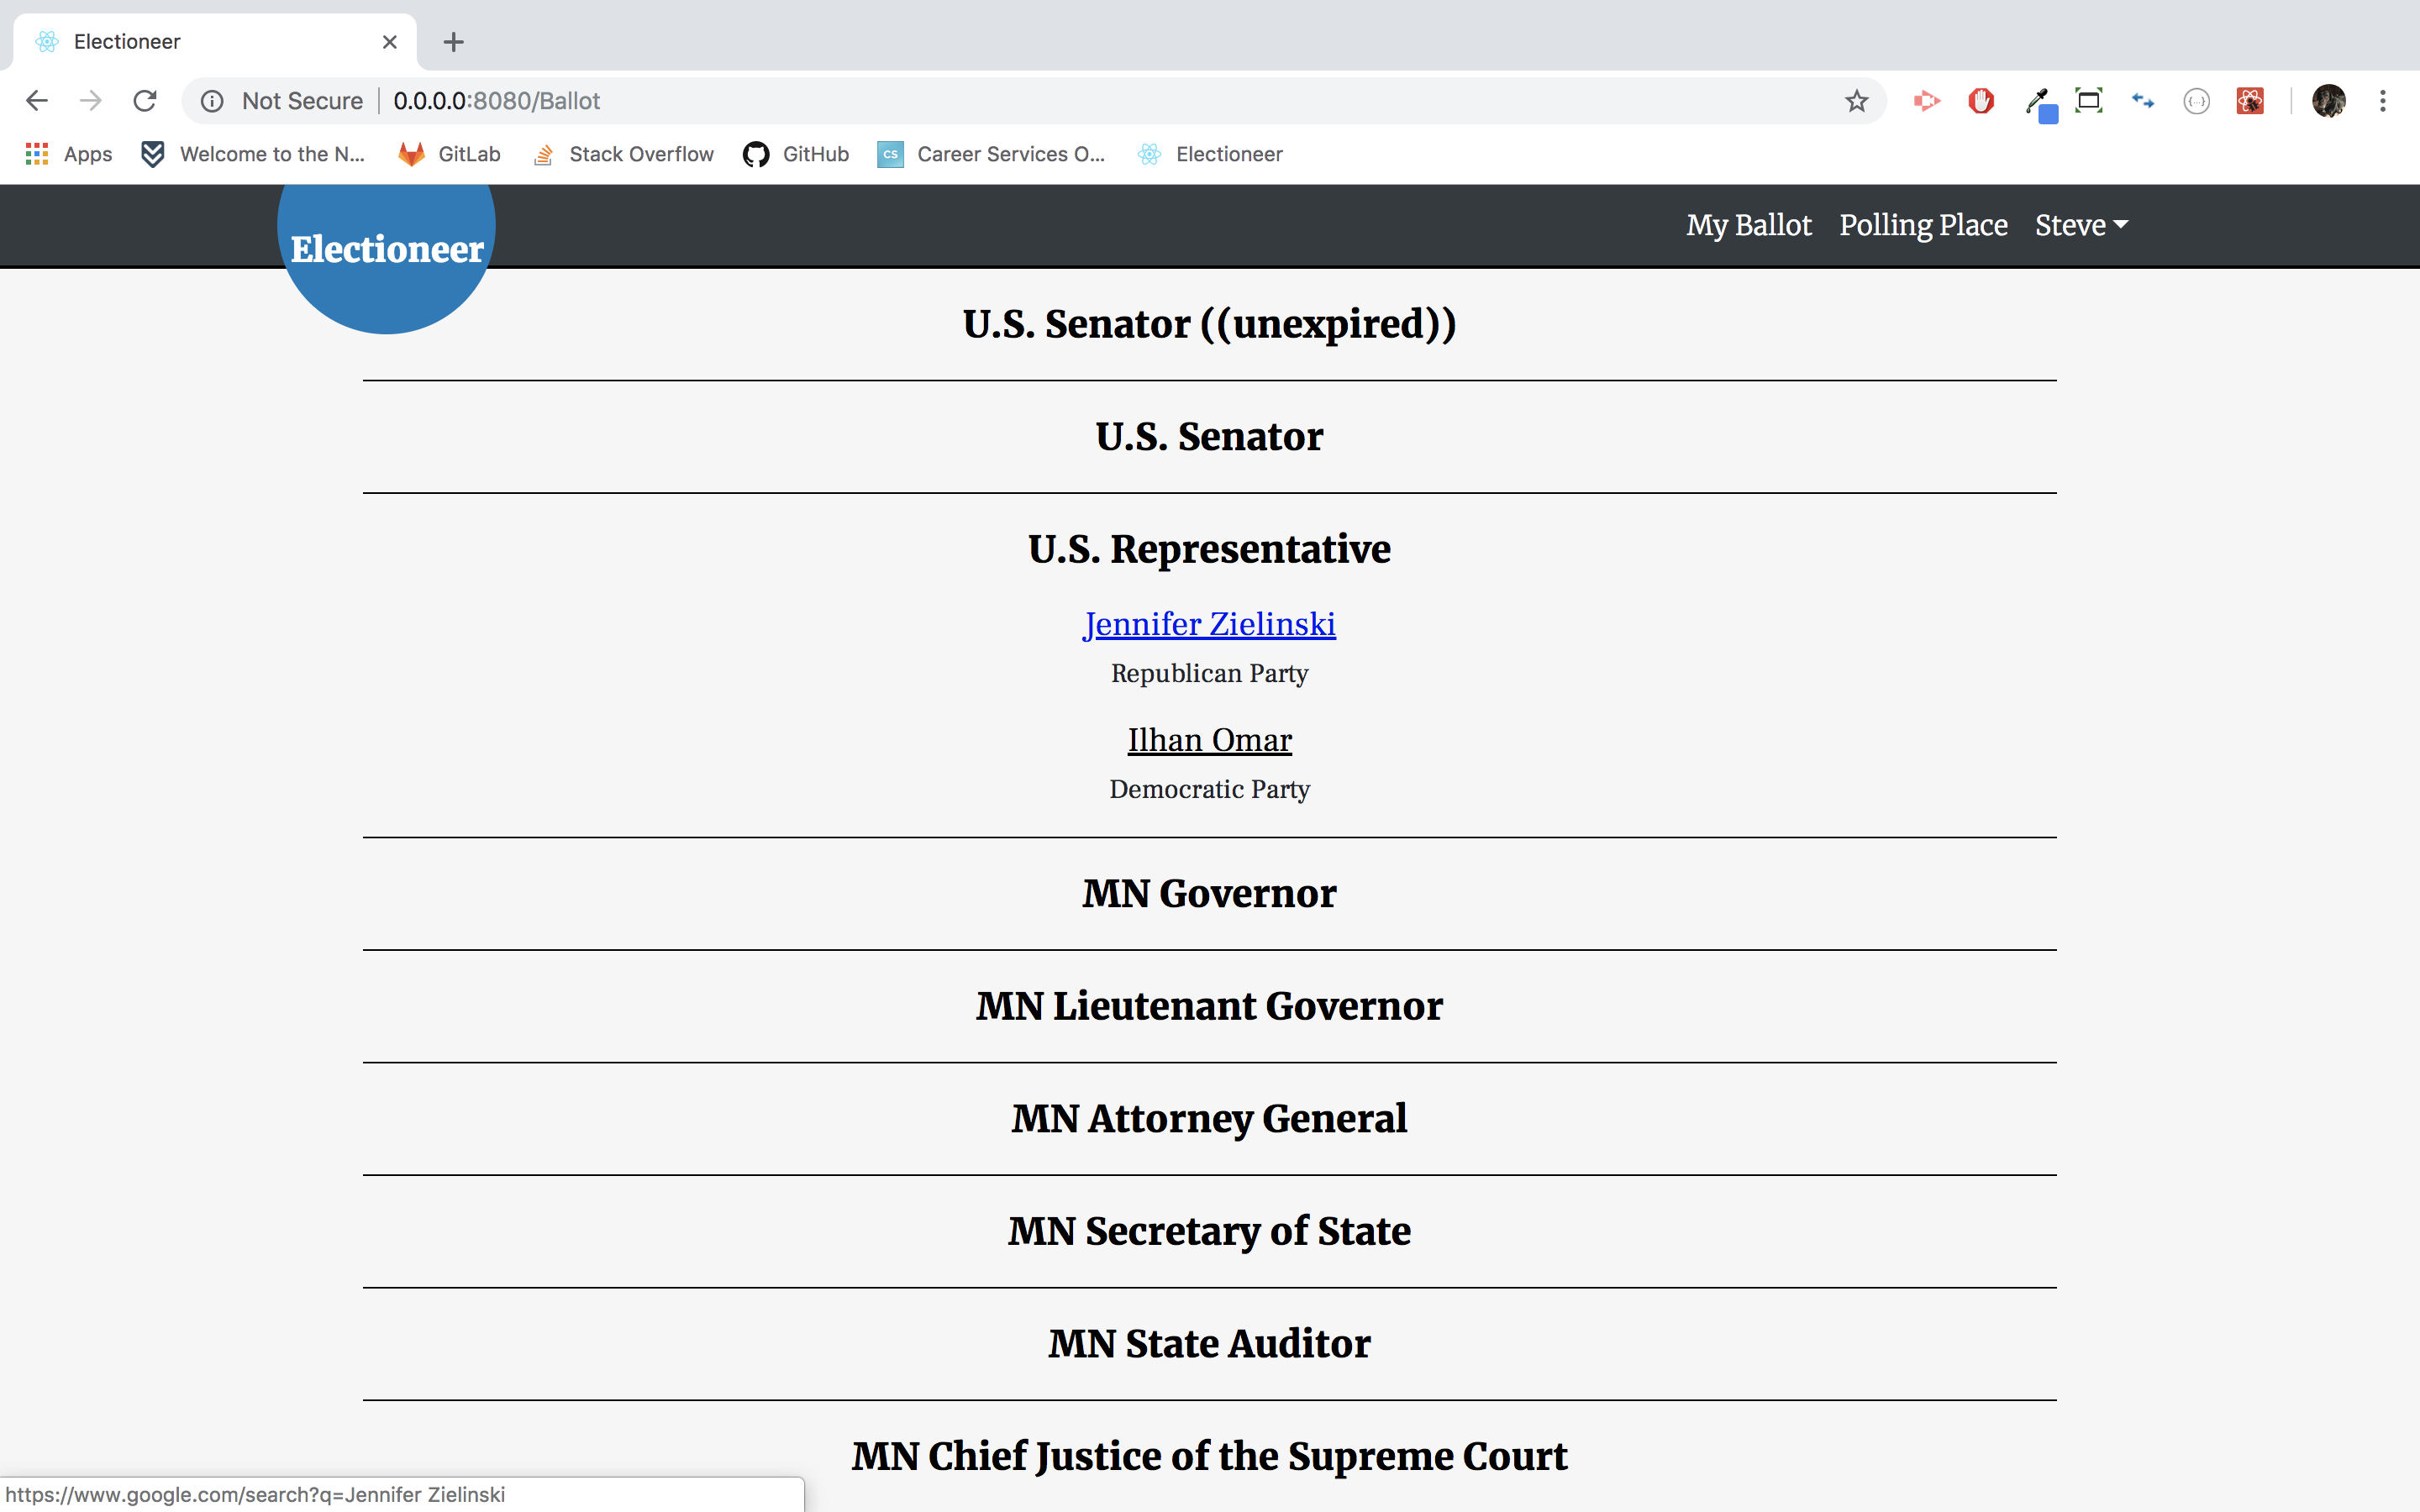 Electioneer
Not Secure 0.0.0.0:8080/Ballot
Apps Welcome to the N... GitLab Stack Overflow GitHub CS Career Services O... Electioneer
Electioneer My Ballot Polling Place Steve
U.S. Senator ((unexpired))
U.S. Senator
U.S. Representative
Jennifer Zielinski
Republican Party
Ilhan Omar
Democratic Party
MN Governor
MN Lieutenant Governor
MN Attorney General
MN Secretary of State
MN State Auditor
MN Chief Justice of the Supreme Court
https://www.google.com/search?q=Jennifer Zielinski